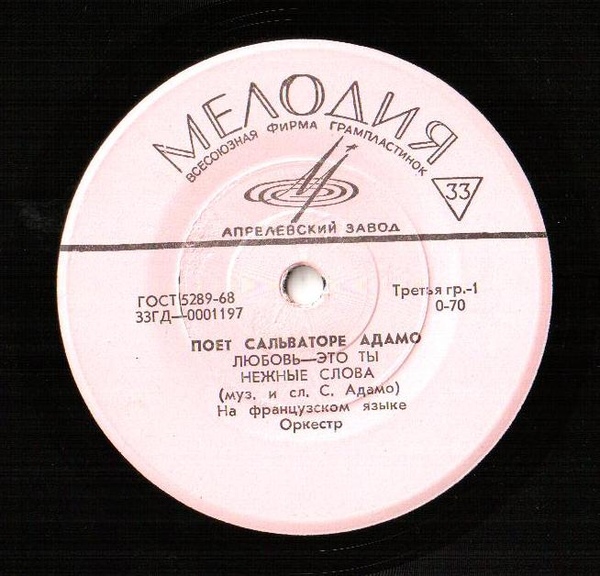 МЕЛОДИЯ
ВСЕСОЮЗНАЯ ФИРМА ГРАМПЛАСТИНОК
33
АПРЕЛЕВСКИЙ ЗАВОД
ГОСТ 5289-68
33ГД—0001197
Третья гр.-1
0-70
ПОЕТ САЛЬВАТОРЕ АДАМО
ЛЮБОВЬ—ЭТО ТЫ
НЕЖНЫЕ СЛОВА
(муз. и сл. С. Адамо)
На французском языке
Оркестр